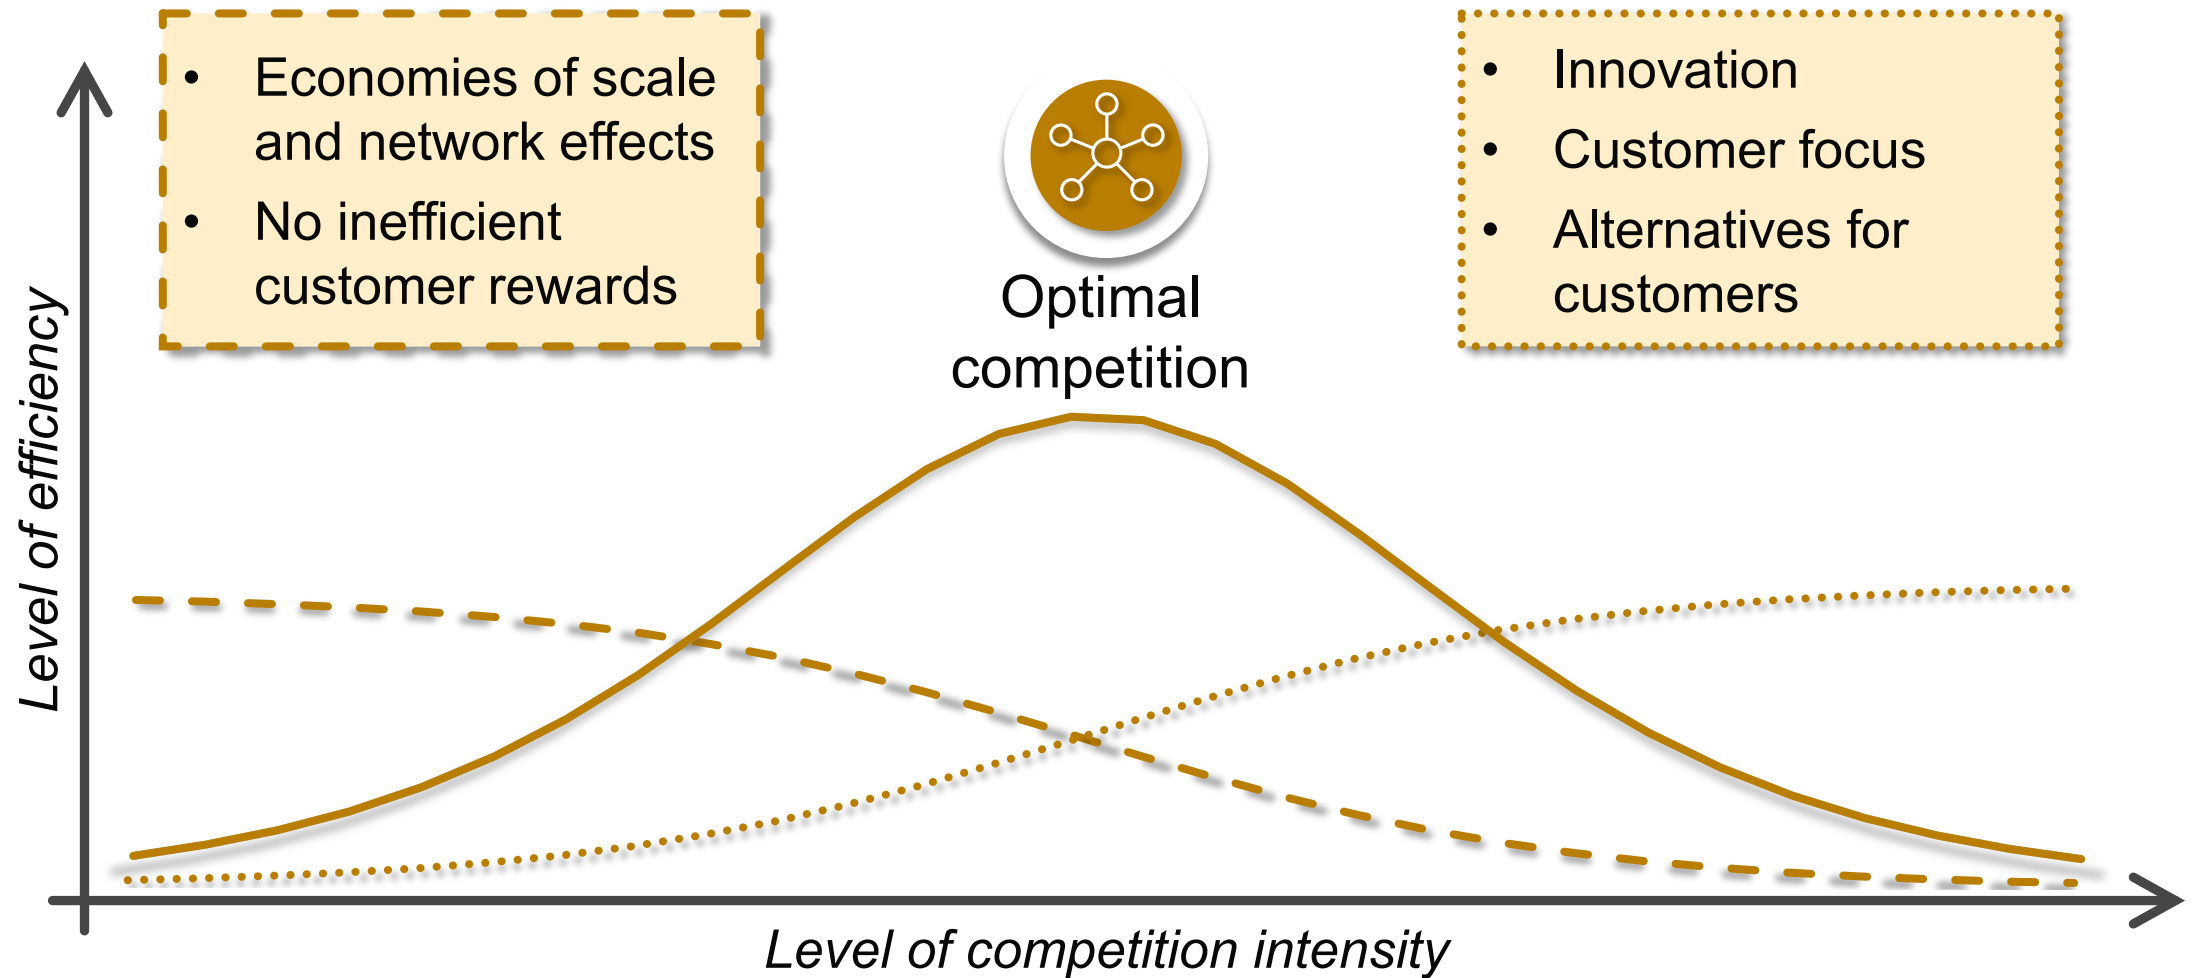 • Economies of scale
and network effects
• No inefficient
customer rewards
Optimal
competition
• Innovation
• Customer focus
• Alternatives for
customers
Level of efficiency
Level of competition intensity